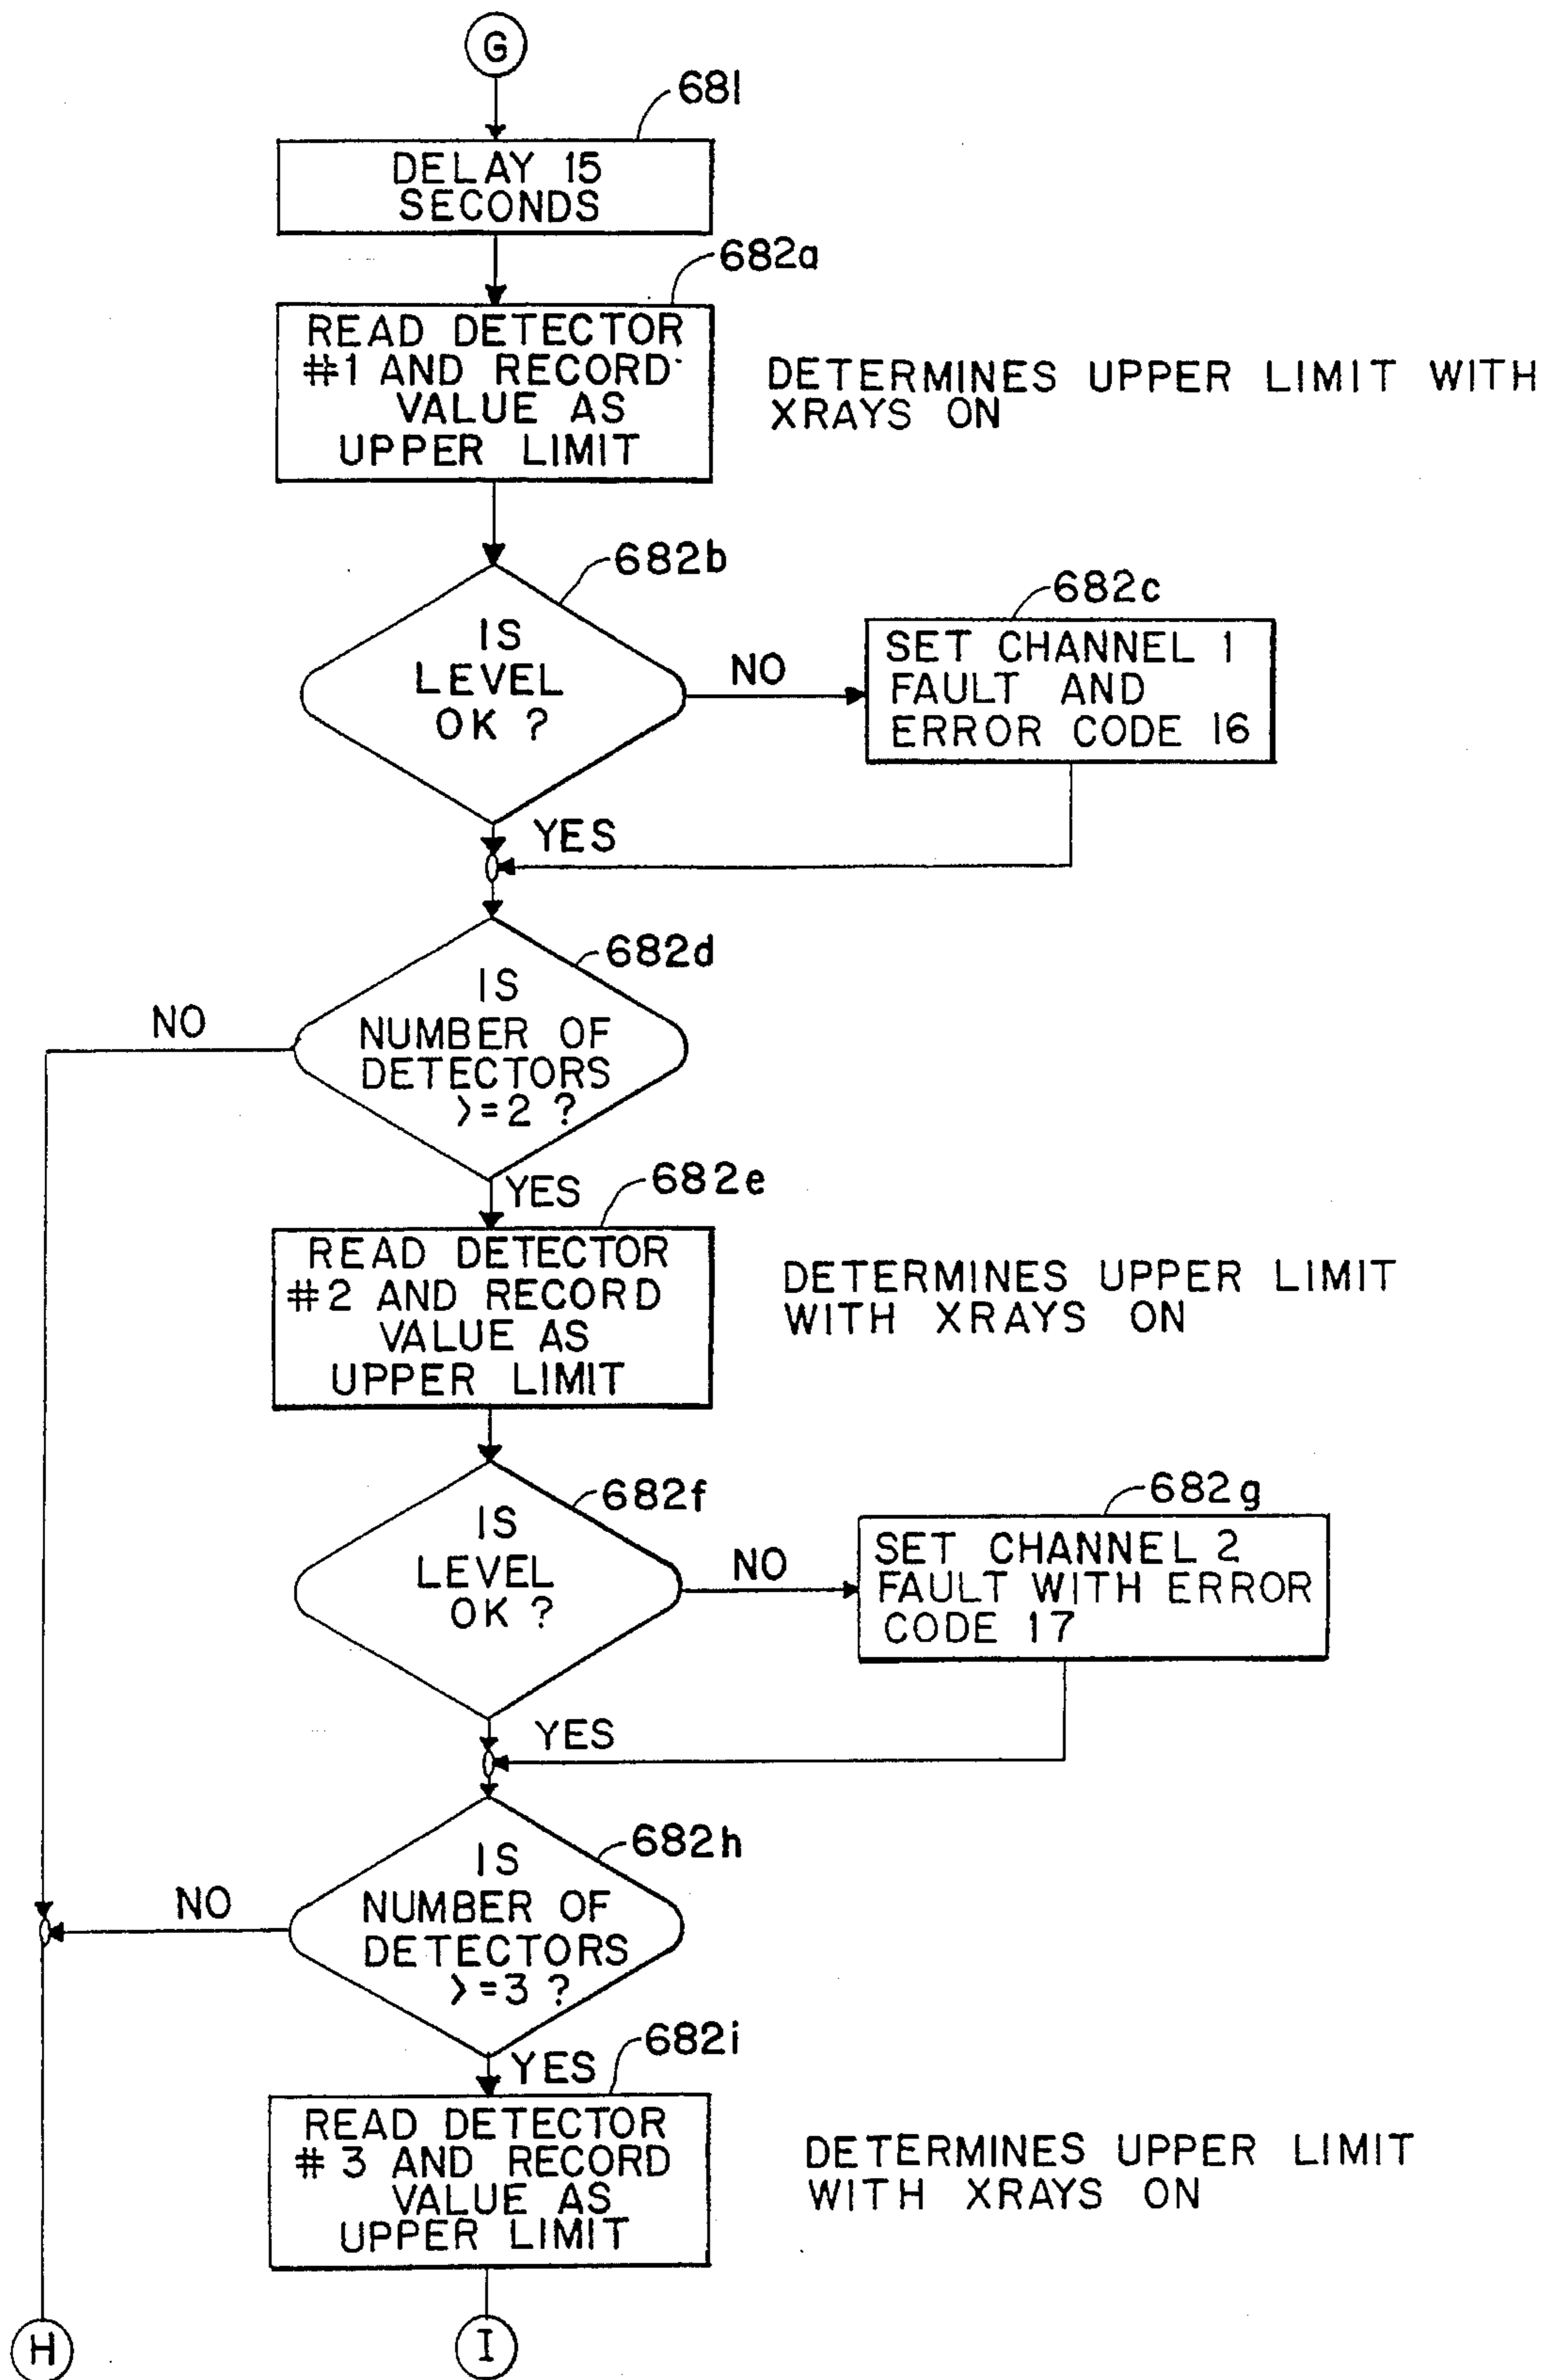 G
681
DELAY 15
SECONDS
682a
READ DETECTOR
#1 AND RECORD
VALUE AS
UPPER LIMIT
DETERMINES UPPER LIMIT WITH
XRAYS ON
682b
IS
LEVEL
OK ?
NO
682c
SET CHANNEL 1
FAULT AND
ERROR CODE 16
YES
682d
IS
NUMBER OF
DETECTORS
>=2 ?
NO
YES
682e
READ DETECTOR
#2 AND RECORD
VALUE AS
UPPER LIMIT
DETERMINES UPPER LIMIT
WITH XRAYS ON
682f
IS
LEVEL
OK ?
NO
682g
SET CHANNEL 2
FAULT WITH ERROR
CODE 17
YES
682h
IS
NUMBER OF
DETECTORS
>=3 ?
NO
YES
682i
READ DETECTOR
# 3 AND RECORD
VALUE AS
UPPER LIMIT
DETERMINES UPPER LIMIT
WITH XRAYS ON
H
I